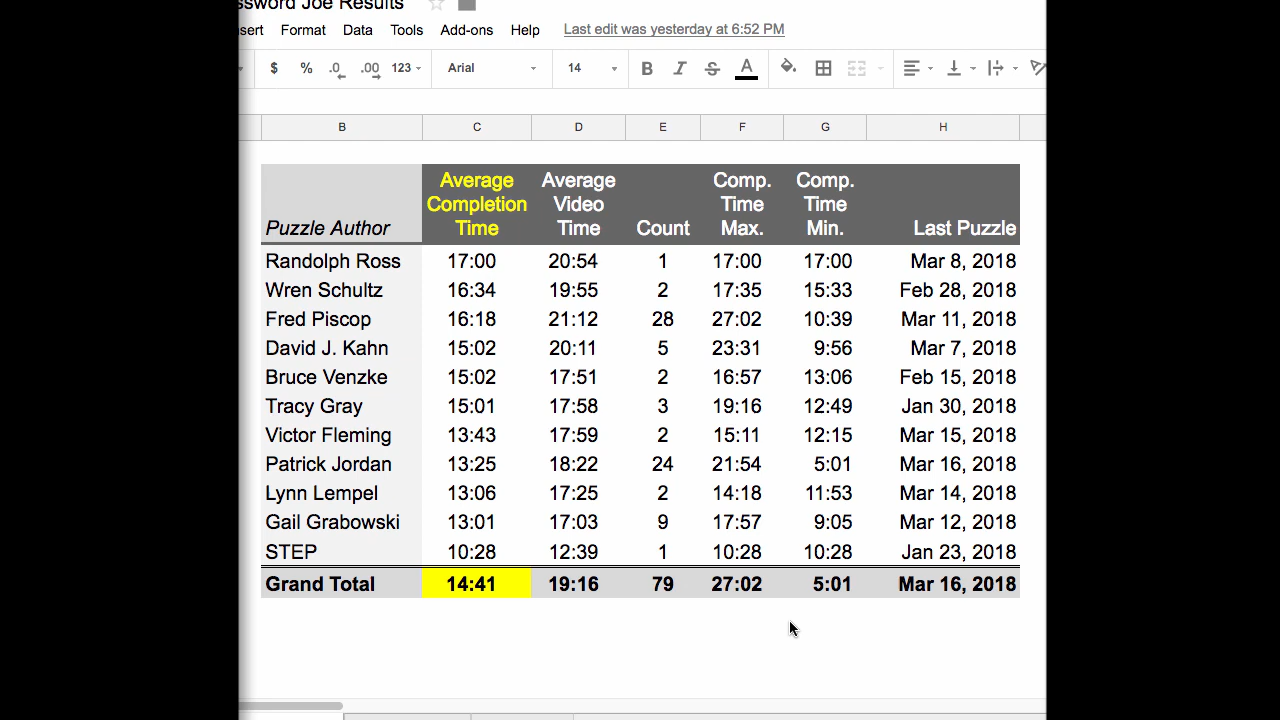 ssword Joe Results
sert Format Data Tools Add-ons Help Last edit was yesterday at 6:52 PM
$ % .0 .00 123 Arial 14 B I S A
B C D E F G H
Average Average Comp. Comp.
Completion Video Time Time
Puzzle Author Time Time Count Max. Min. Last Puzzle
Randolph Ross 17:00 20:54 1 17:00 17:00 Mar 8, 2018
Wren Schultz 16:34 19:55 2 17:35 15:33 Feb 28, 2018
Fred Piscop 16:18 21:12 28 27:02 10:39 Mar 11, 2018
David J. Kahn 15:02 20:11 5 23:31 9:56 Mar 7, 2018
Bruce Venzke 15:02 17:51 2 16:57 13:06 Feb 15, 2018
Tracy Gray 15:01 17:58 3 19:16 12:49 Jan 30, 2018
Victor Fleming 13:43 17:59 2 15:11 12:15 Mar 15, 2018
Patrick Jordan 13:25 18:22 24 21:54 5:01 Mar 16, 2018
Lynn Lempel 13:06 17:25 2 14:18 11:53 Mar 14, 2018
Gail Grabowski 13:01 17:03 9 17:57 9:05 Mar 12, 2018
STEP 10:28 12:39 1 10:28 10:28 Jan 23, 2018
Grand Total 14:41 19:16 79 27:02 5:01 Mar 16, 2018